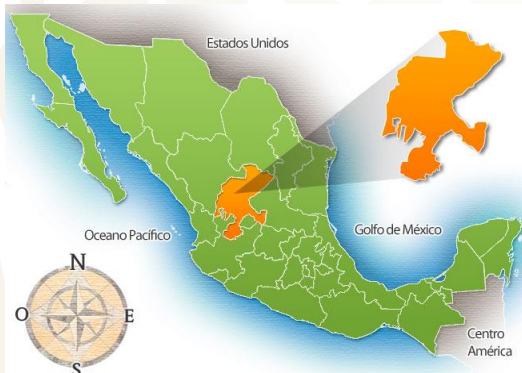 Estados Unidos
Oceano Pacífico
Golfo de México
N
O
E
S
Centro
América